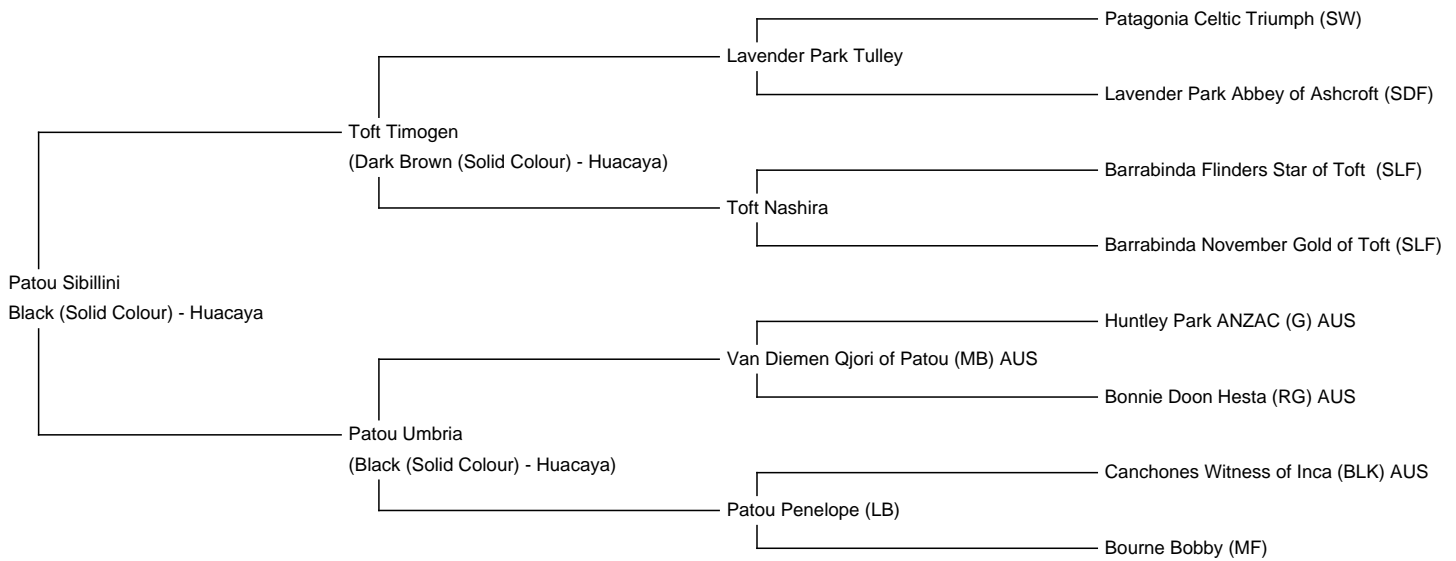 Patagonia Celtic Triumph (SW)
Lavender Park Tulley
Lavender Park Abbey of Ashcroft (SDF)
Toft Timogen
(Dark Brown (Solid Colour) - Huacaya)
Barrabinda Flinders Star of Toft  (SLF)
Toft Nashira
Barrabinda November Gold of Toft (SLF)
Patou Sibillini
Black (Solid Colour) - Huacaya
Huntley Park ANZAC (G) AUS
Van Diemen Qjori of Patou (MB) AUS
Bonnie Doon Hesta (RG) AUS
Patou Umbria
(Black (Solid Colour) - Huacaya)
Canchones Witness of Inca (BLK) AUS
Patou Penelope (LB)
Bourne Bobby (MF)